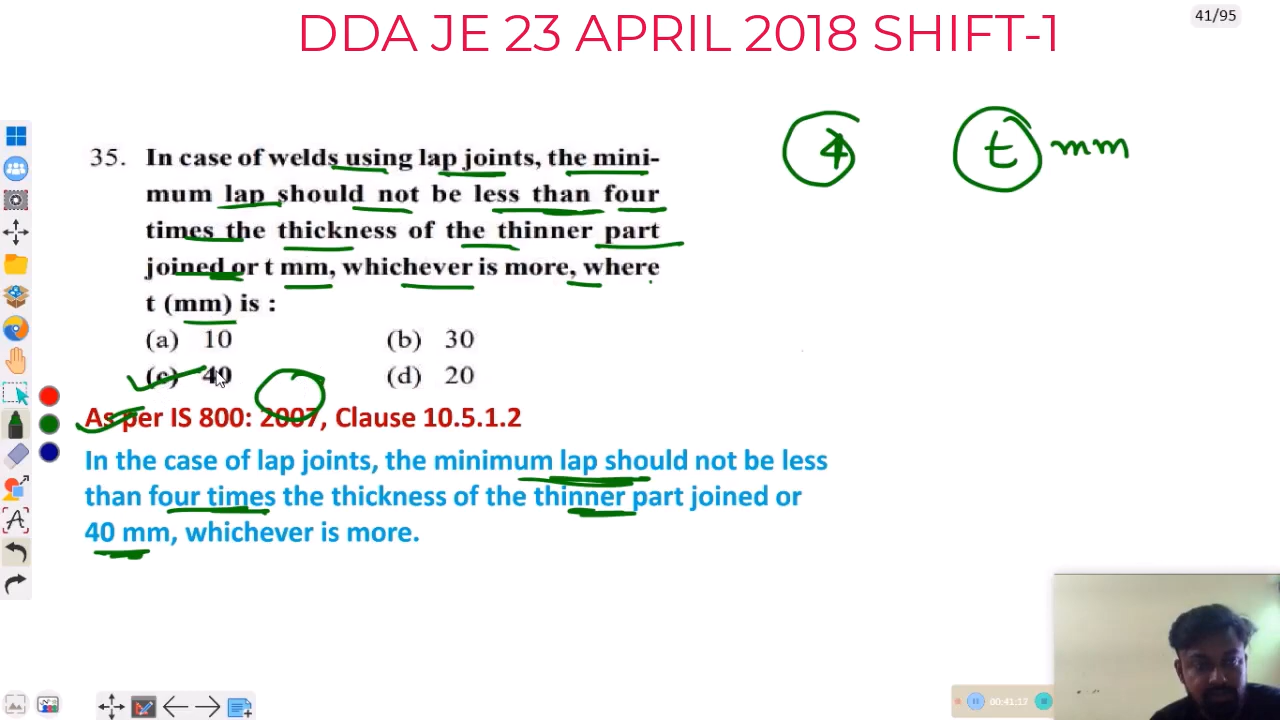 41/95
DDA JE 23 APRIL 2018 SHIFT-1
4 t mm
35. In case of welds using lap joints, the mini-
mum lap should not be less than four
times the thickness of the thinner part
joined or t mm, whichever is more, where
t (mm) is :
(a) 10 (b) 30
(c) 40 (d) 20
As per IS 800: 2007, Clause 10.5.1.2
In the case of lap joints, the minimum lap should not be less
than four times the thickness of the thinner part joined or
40 mm, whichever is more.
00:41:17